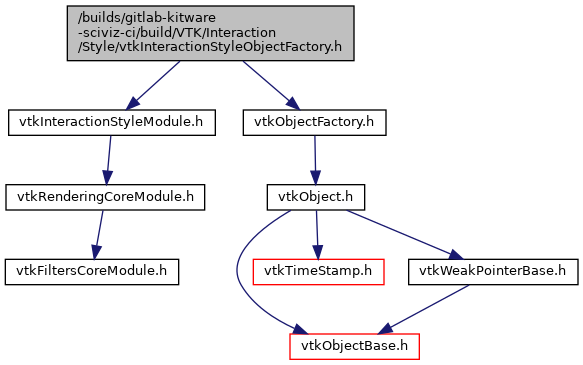 /builds/gitlab-kitware
-sciviz-ci/build/VTK/Interaction
/Style/vtkInteractionStyleObjectFactory.h
vtkInteractionStyleModule.h
vtkObjectFactory.h
vtkRenderingCoreModule.h
vtkObject.h
vtkFiltersCoreModule.h
vtkTimeStamp.h
vtkWeakPointerBase.h
vtkObjectBase.h